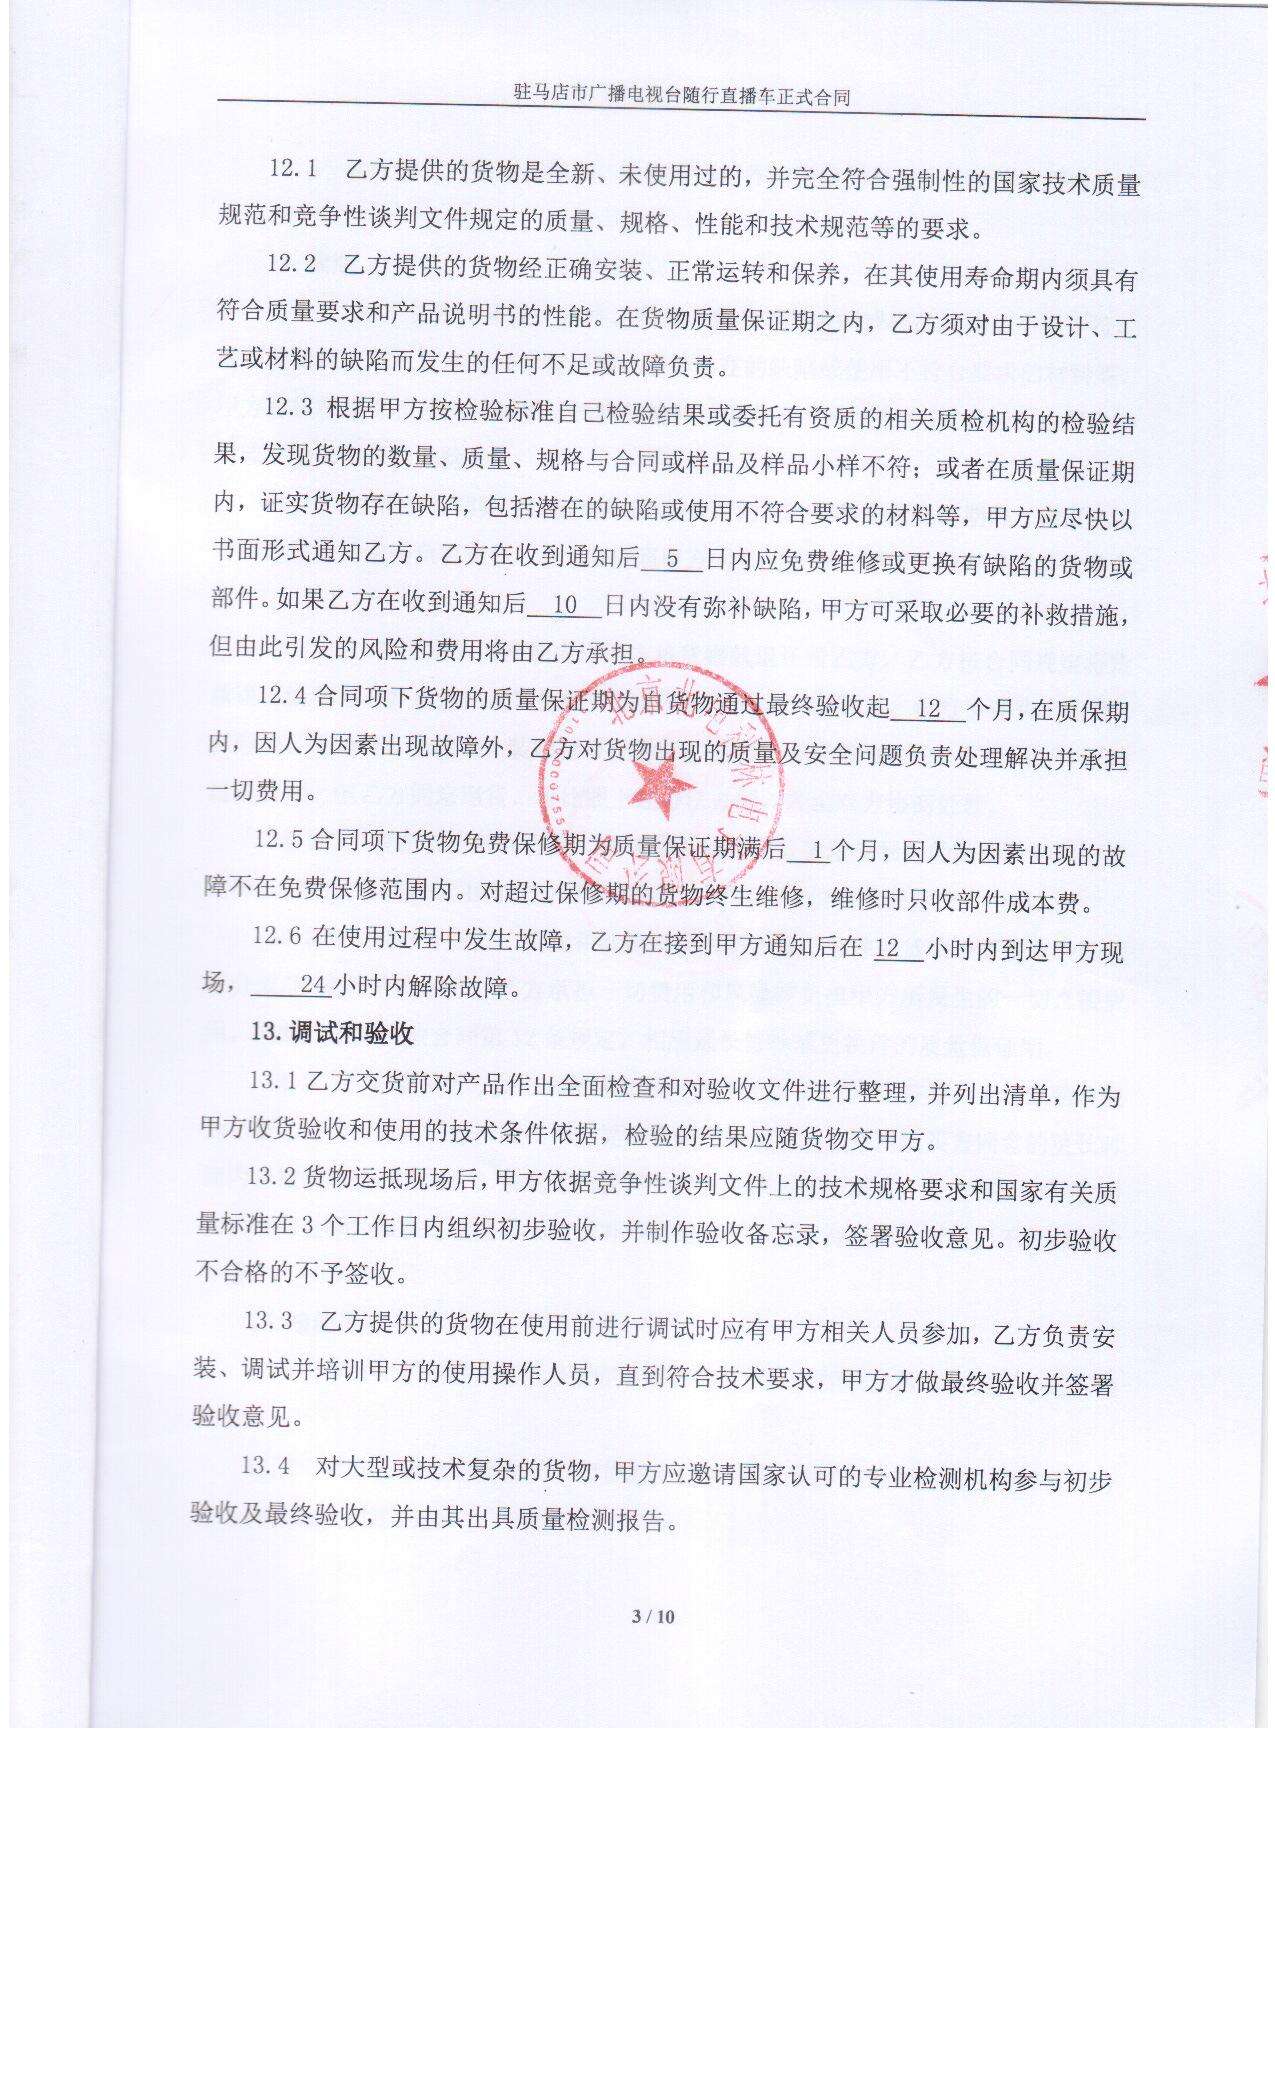 驻马店市广播电视台随行直播车正式合同
12.1 乙方提供的货物是全新、未使用过的，并完全符合强制性的国家技术质量
规范和竞争性谈判文件规定的质量、规格、性能和技术规范等的要求。
12.2 乙方提供的货物经正确安装、正常运转和保养，在其使用寿命期内须具有
符合质量要求和产品说明书的性能。在货物质量保证期之内，乙方须对由于设计、工
艺或材料的缺陷而发生的任何不足或故障负责。
12.3 根据甲方按检验标准自己检验结果或委托有资质的相关质检机构的检验结
果，发现货物的数量、质量、规格与合同或样品及样品小样不符；或者在质量保证期
内，证实货物存在缺陷，包括潜在的缺陷或使用不符合要求的材料等，甲方应尽快以
书面形式通知乙方。乙方在收到通知后 5 日内应免费维修或更换有缺陷的货物或
部件。如果乙方在收到通知后 10 日内没有弥补缺陷，甲方可采取必要的补救措施，
但由此引发的风险和费用将由乙方承担。
12.4 合同项下货物的质量保证期为自货物通过最终验收起 12 个月，在质保期
内，因人为因素出现故障外，乙方对货物出现的质量及安全问题负责处理解决并承担
一切费用。
12.5 合同项下货物免费保修期为质量保证期满后 1 个月，因人为因素出现的故
障不在免费保修范围内。对超过保修期的货物终生维修，维修时只收部件成本费。
12.6 在使用过程中发生故障，乙方在接到甲方通知后在 12 小时内到达甲方现
场， 24 小时内解除故障。
13.调试和验收
13.1 乙方交货前对产品作出全面检查和对验收文件进行整理，并列出清单，作为
甲方收货验收和使用的技术条件依据，检验的结果应随货物交甲方。
13.2 货物运抵现场后，甲方依据竞争性谈判文件上的技术规格要求和国家有关质
量标准在 3 个工作日内组织初步验收，并制作验收备忘录，签署验收意见。初步验收
不合格的不予签收。
13.3 乙方提供的货物在使用前进行调试时应有甲方相关人员参加，乙方负责安
装、调试并培训甲方的使用操作人员，直到符合技术要求，甲方才做最终验收并签署
验收意见。
13.4 对大型或技术复杂的货物，甲方应邀请国家认可的专业检测机构参与初步
验收及最终验收，并由其出具质量检测报告。
3 / 10